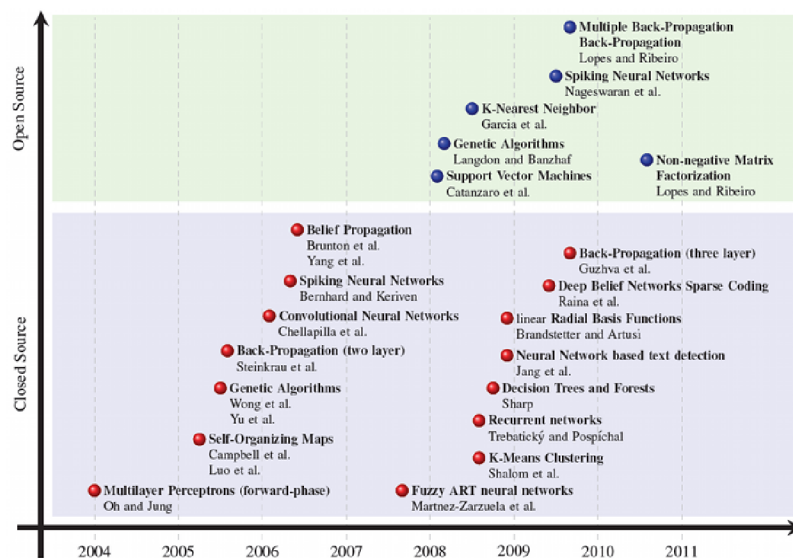 Open Source
Multiple Back-Propagation
Back-Propagation
Lopes and Ribeiro
Spiking Neural Networks
Nageswaran et al.
K-Nearest Neighbor
Garcia et al.
Genetic Algorithms
Langdon and Banzhaf
Support Vector Machines
Catanzaro et al.
Non-negative Matrix
Factorization
Lopes and Ribeiro
Closed Source
Belief Propagation
Brunton et al.
Yang et al.
Spiking Neural Networks
Bernhard and Keriven
Convolutional Neural Networks
Chellapilla et al.
Back-Propagation (two layer)
Steinkrau et al.
Genetic Algorithms
Wong et al.
Yu et al.
Self-Organizing Maps
Campbell et al.
Luo et al.
Multilayer Perceptrons (forward-phase)
Oh and Jung
Back-Propagation (three layer)
Guzhva et al.
Deep Belief Networks Sparse Coding
Raina et al.
linear Radial Basis Functions
Brandstetter and Artusi
Neural Network based text detection
Jang et al.
Decision Trees and Forests
Sharp
Recurrent networks
Trebatický and Pospíchal
K-Means Clustering
Shalom et al.
Fuzzy ART neural networks
Martnez-Zarzuela et al.
2004 2005 2006 2007 2008 2009 2010 2011